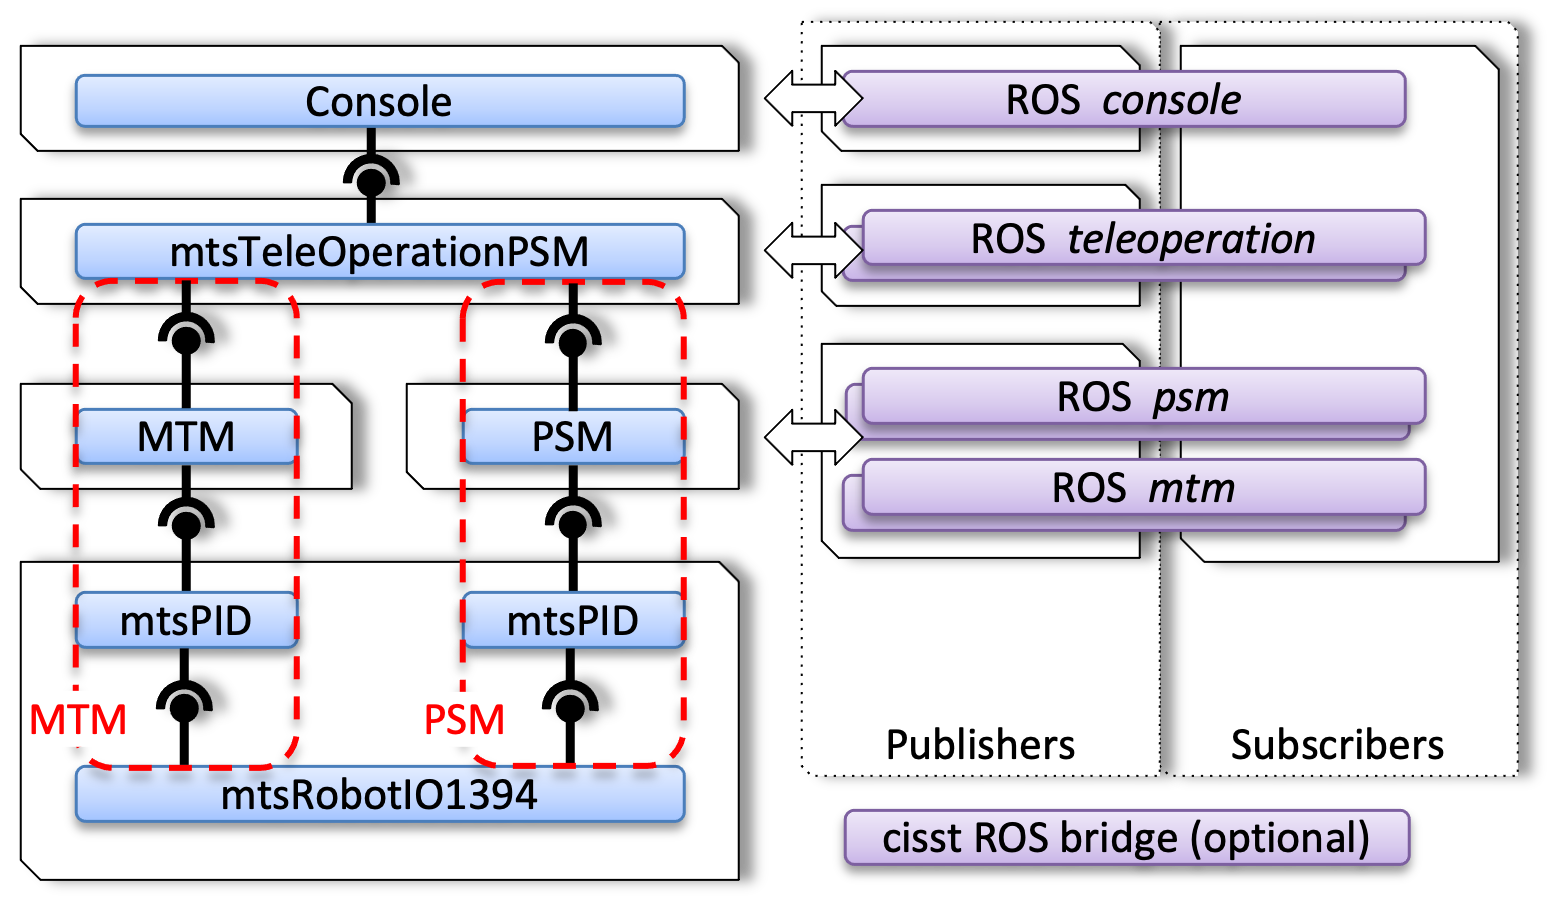 Console
mtsTeleOperationPSM
MTM
PSM
mtsPID
mtsPID
MTM
PSM
mtsRobotIO1394
ROS console
ROS teleoperation
ROS psm
ROS mtm
Publishers
Subscribers
cisst ROS bridge (optional)